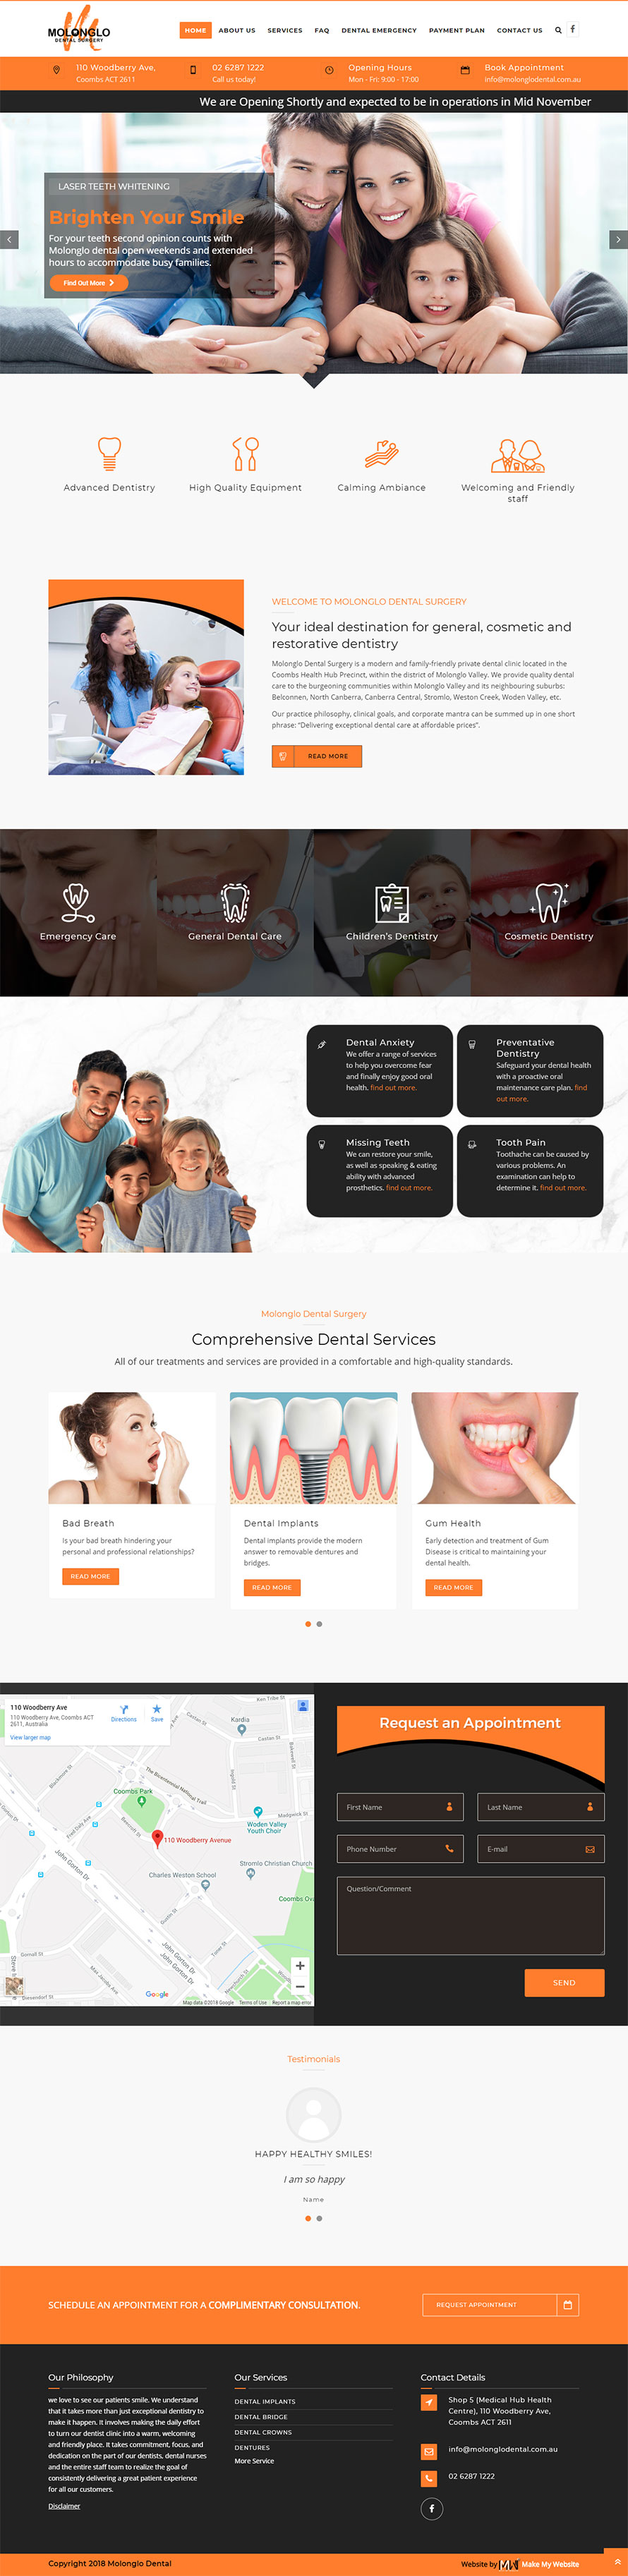 MOLONGLO
DENTAL SURGERY
HOME ABOUT US SERVICES FAQ DENTAL EMERGENCY PAYMENT PLAN CONTACT US
110 Woodberry Ave,
Coombs ACT 2611
02 6287 1222
Call us today!
Opening Hours
Mon - Fri: 9:00 - 17:00
Book Appointment
info@molonglodental.com.au
We are Opening Shortly and expected to be in operations in Mid November
LASER TEETH WHITENING
Brighten Your Smile
For your teeth second opinion counts with
Molonglo dental open weekends and extended
hours to accommodate busy families.
Find Out More
Advanced Dentistry
High Quality Equipment
Calming Ambiance
Welcoming and Friendly
staff
WELCOME TO MOLONGLO DENTAL SURGERY
Your ideal destination for general, cosmetic and
restorative dentistry
Molonglo Dental Surgery is a modern and family-friendly private dental clinic located in the
Coombs Health Hub Precinct, within the district of Molonglo Valley. We provide quality dental
care to the burgeoning communities within Molonglo Valley and its neighbouring suburbs:
Belconnen, North Canberra, Canberra Central, Stromlo, Weston Creek, Woden Valley, etc.
Our practice philosophy, clinical goals, and corporate mantra can be summed up in one short
phrase: "Delivering exceptional dental care at affordable prices".
READ MORE
Emergency Care
General Dental Care
Children's Dentistry
Cosmetic Dentistry
Dental Anxiety
We offer a range of services
to help you overcome fear
and finally enjoy good oral
health. find out more.
Preventative
Dentistry
Safeguard your dental health
with a proactive oral
maintenance care plan. find
out more.
Missing Teeth
We can restore your smile,
as well as speaking & eating
ability with advanced
prosthetics. find out more.
Tooth Pain
Toothache can be caused by
various problems. An
examination can help to
determine it. find out more.
Molonglo Dental Surgery
Comprehensive Dental Services
All of our treatments and services are provided in a comfortable and high-quality standards.
Bad Breath
Is your bad breath hindering your
personal and professional relationships?
READ MORE
Dental Implants
Dental implants provide the modern
answer to removable dentures and
bridges.
READ MORE
Gum Health
Early detection and treatment of Gum
Disease is critical to maintaining your
dental health.
READ MORE
110 Woodberry Ave
110 Woodberry Ave, Coombs ACT
2611, Australia
View larger map
Directions
Save
Ken Tribe St
Kardia
Caslan St
Caslan St
Blackmore St
The Bicentennial National Trail
Coombs Park
Woden Valley
Youth Choir
110 Woodberry Avenue
John Gorton Dr
Charles Weston School
Stromlo Christian Church
Coombs
John Gorton Dr
John Gorton Dr
Google
Map data ©2018 Google Terms of Use Report a map error
Request an Appointment
First Name
Last Name
Phone Number
E-mail
Question/Comment
SEND
Testimonials
HAPPY HEALTHY SMILES!
I am so happy
Name
SCHEDULE AN APPOINTMENT FOR A COMPLIMENTARY CONSULTATION.
REQUEST APPOINTMENT
Our Philosophy
we love to see our patients smile. We understand
that it takes more than just exceptional dentistry to
make it happen. It involves making the daily effort
to turn our dentist clinic into a warm, welcoming
and friendly place. It takes commitment, focus, and
dedication on the part of our dentists, dental nurses
and the entire staff team to realize the goal of
consistently delivering a great patient experience
for all our customers.
Disclaimer
Our Services
DENTAL IMPLANTS
DENTAL BRIDGE
DENTAL CROWNS
DENTURES
More Service
Contact Details
Shop 5 (Medical Hub Health
Centre), 110 Woodberry Ave,
Coombs ACT 2611
info@molonglodental.com.au
02 6287 1222
Copyright 2018 Molonglo Dental
Website by Make My Website